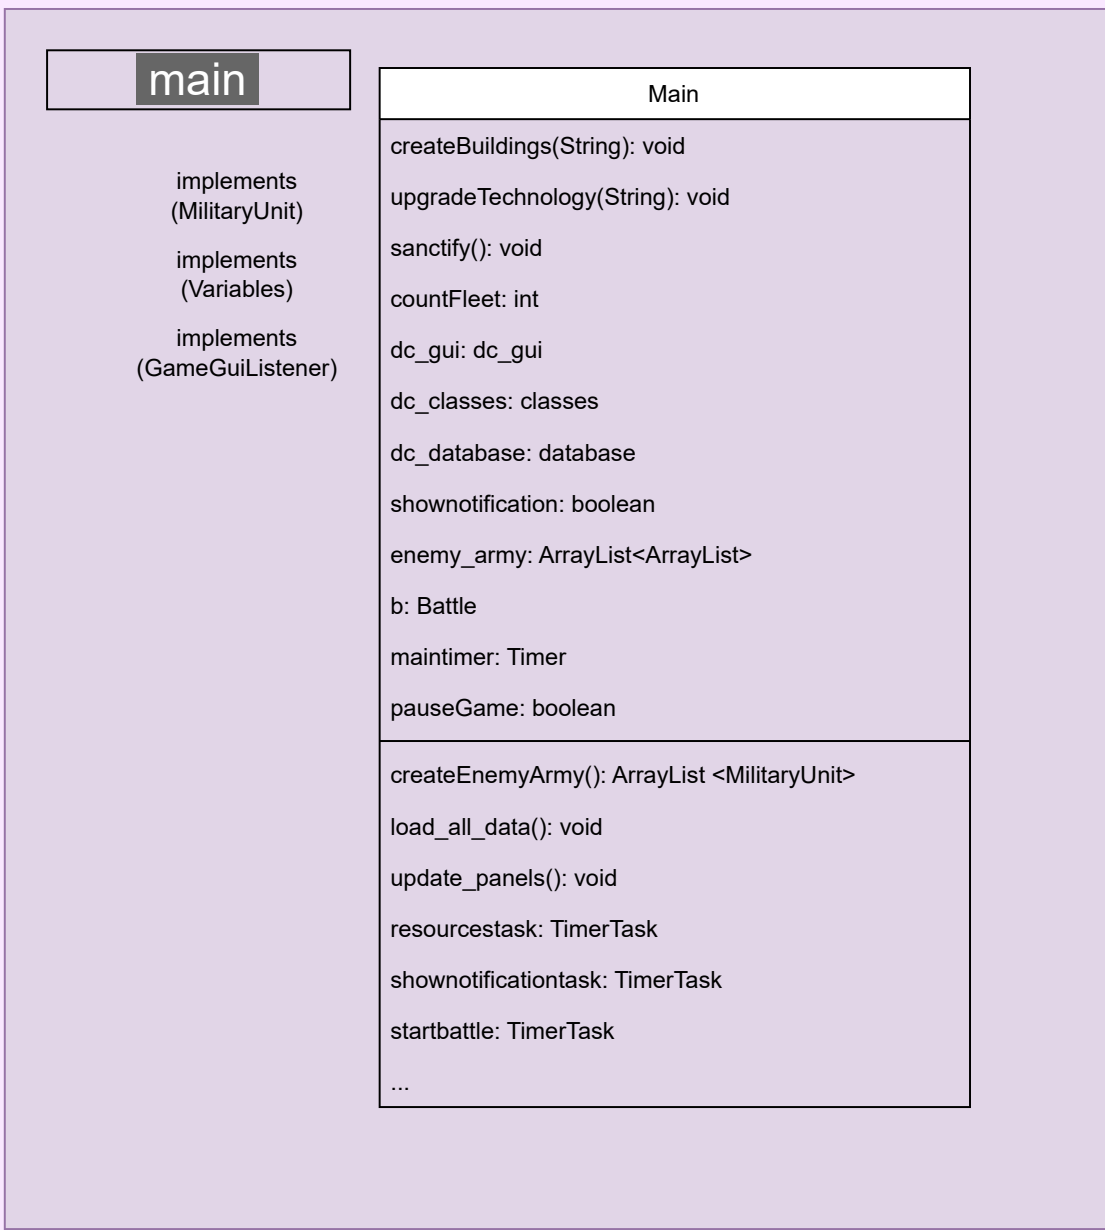 main
implements
(MilitaryUnit)
implements
(Variables)
implements
(GameGuiListener)
Main
createBuildings(String): void
upgradeTechnology(String): void
sanctify(): void
countFleet: int
dc_gui: dc_gui
dc_classes: classes
dc_database: database
shownotification: boolean
enemy_army: ArrayList<ArrayList>
b: Battle
maintimer: Timer
pauseGame: boolean
createEnemyArmy(): ArrayList <MilitaryUnit>
load_all_data(): void
update_panels(): void
resourcestask: TimerTask
shownotificationtask: TimerTask
startbattle: TimerTask
...